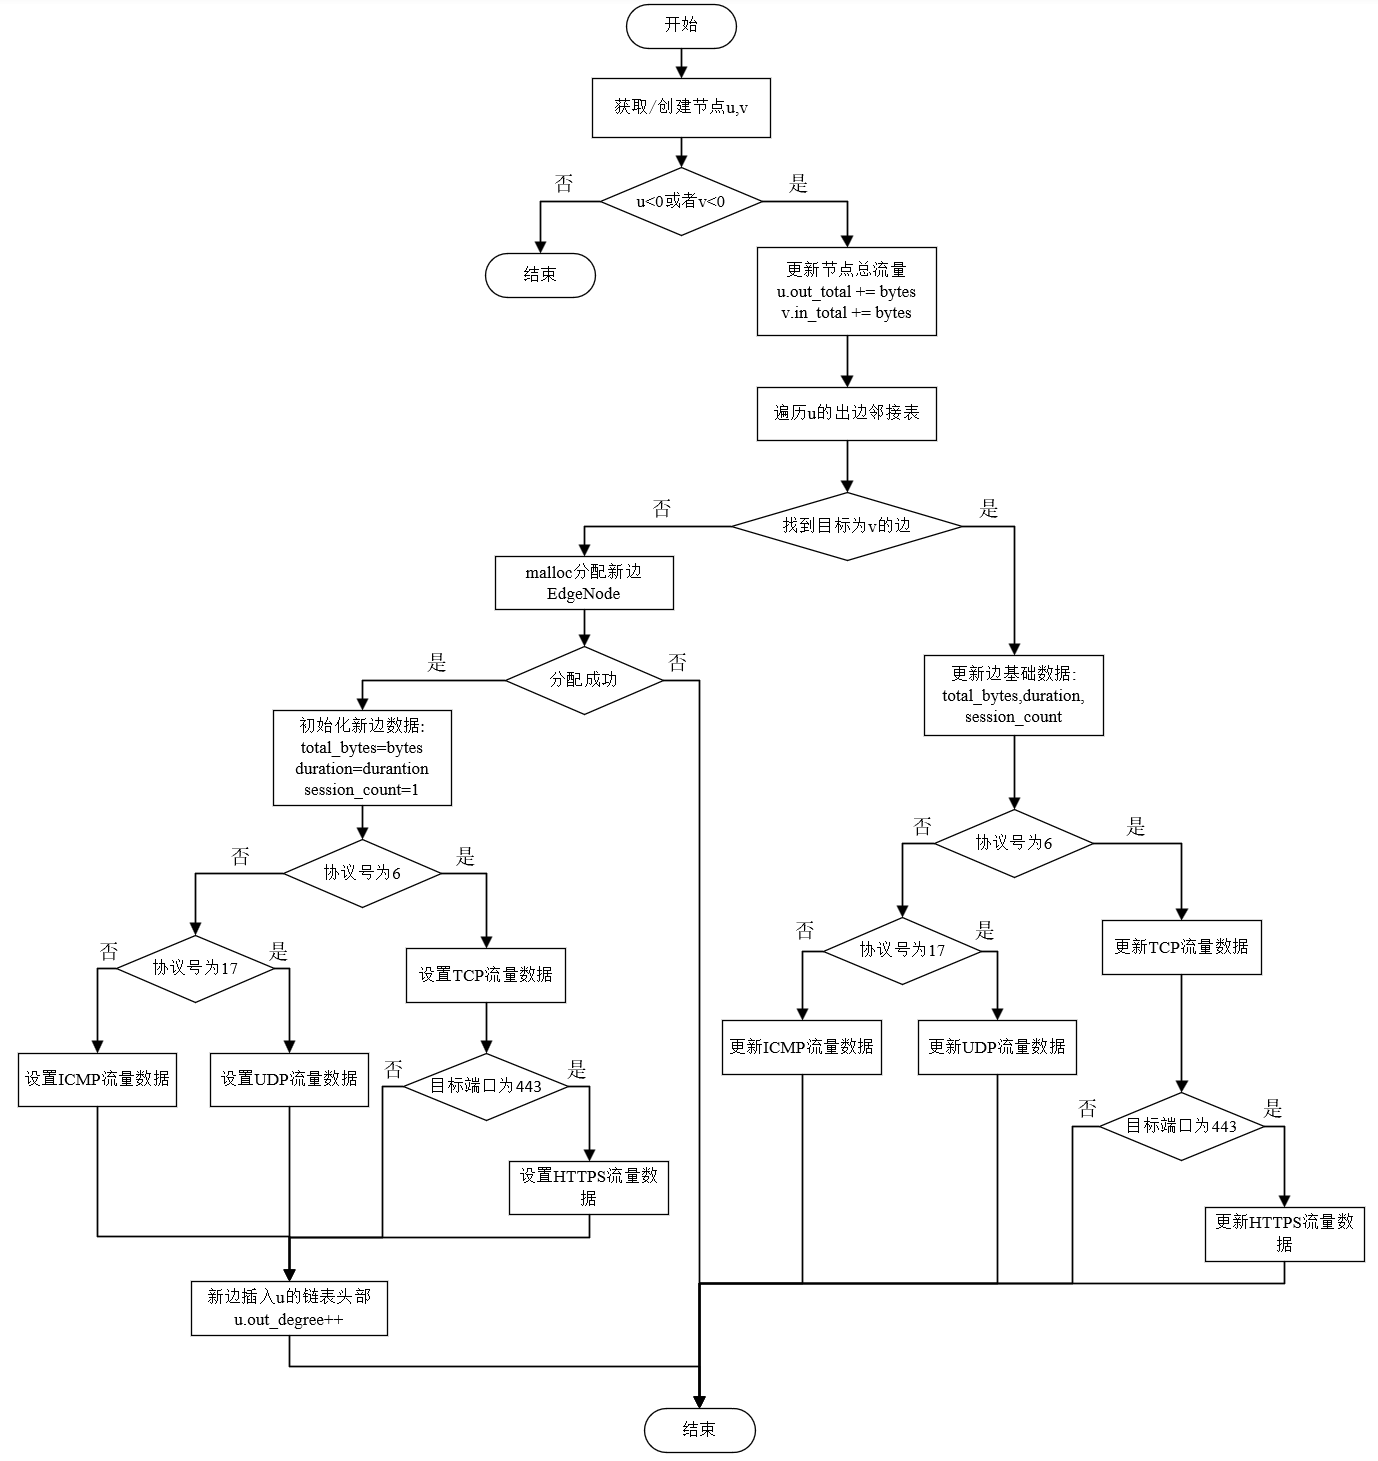 开始
获取/创建节点u,v
否
是
u<0或者v<0
结束
更新节点总流量
u.out_total += bytes
v.in_total += bytes
遍历u的出边邻接表
否
是
找到目标为v的边
malloc分配新边
EdgeNode
是
否
分配成功
更新边基础数据:
total_bytes,duration,
session_count
初始化新边数据:
total_bytes=bytes
duration=durantion
session_count=1
否
是
协议号为6
否
是
协议号为6
否
是
协议号为17
设置TCP流量数据
否
是
协议号为17
更新TCP流量数据
设置ICMP流量数据
设置UDP流量数据
否
是
目标端口为443
更新ICMP流量数据
更新UDP流量数据
否
是
目标端口为443
设置HTTPS流量数
据
更新HTTPS流量数
据
新边插入u的链表头部
u.out_degree++
结束